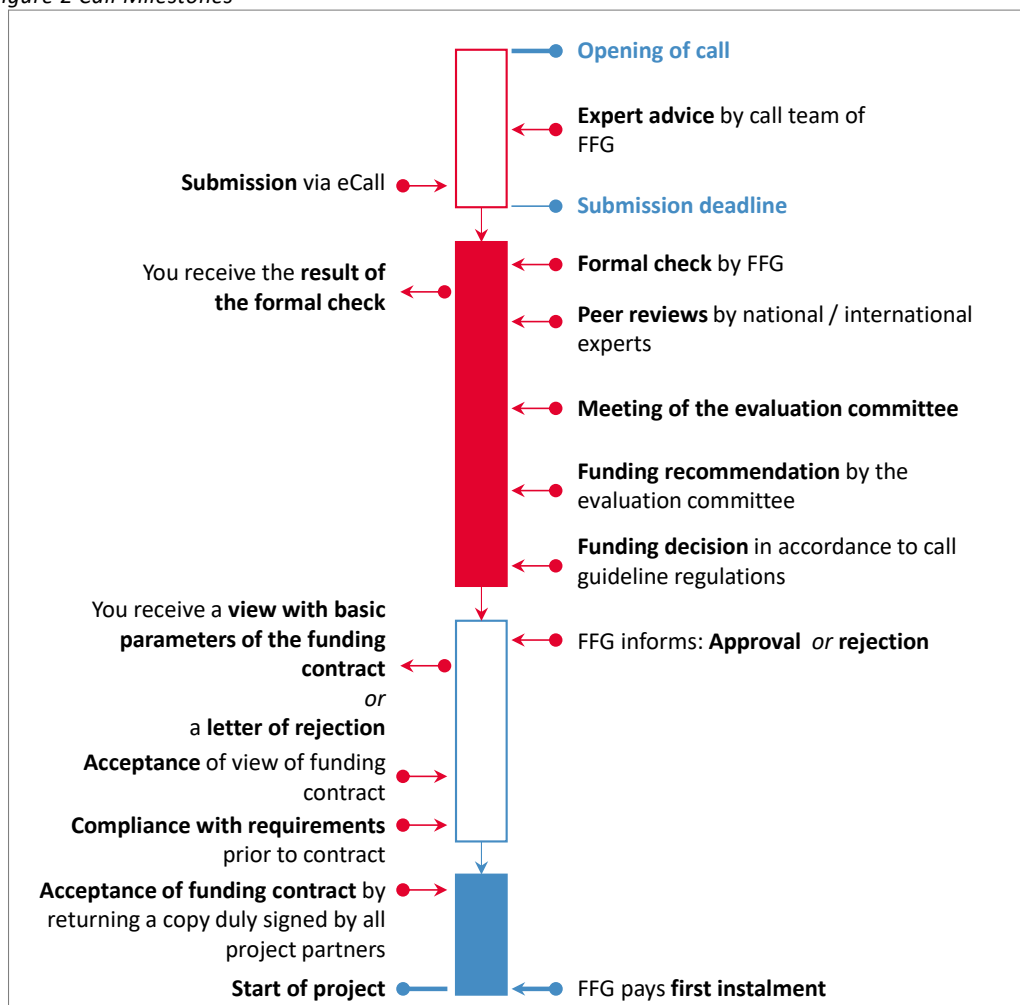 Figure 2 Call Milestones
Opening of call
Expert advice by call team of
FFG
Submission via eCall
Submission deadline
Formal check by FFG
You receive the result of
the formal check
Peer reviews by national / international
experts
Meeting of the evaluation committee
Funding recommendation by the
evaluation committee
Funding decision in accordance to call
guideline regulations
You receive a view with basic
parameters of the funding
contract
or
a letter of rejection
FFG informs: Approval or rejection
Acceptance of view of funding
contract
Compliance with requirements
prior to contract
Acceptance of funding contract by
returning a copy duly signed by all
project partners
Start of project
FFG pays first instalment